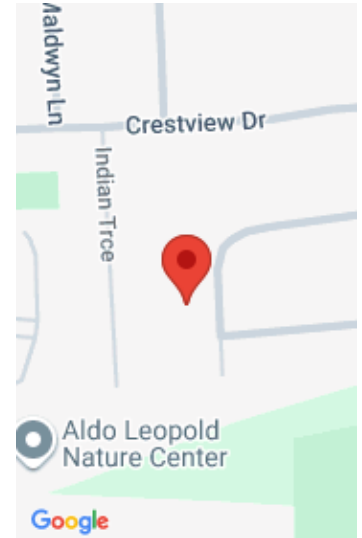 Maldwyn Ln
Crestview Dr
Indian Trce
Aldo Leopold
Nature Center
Google